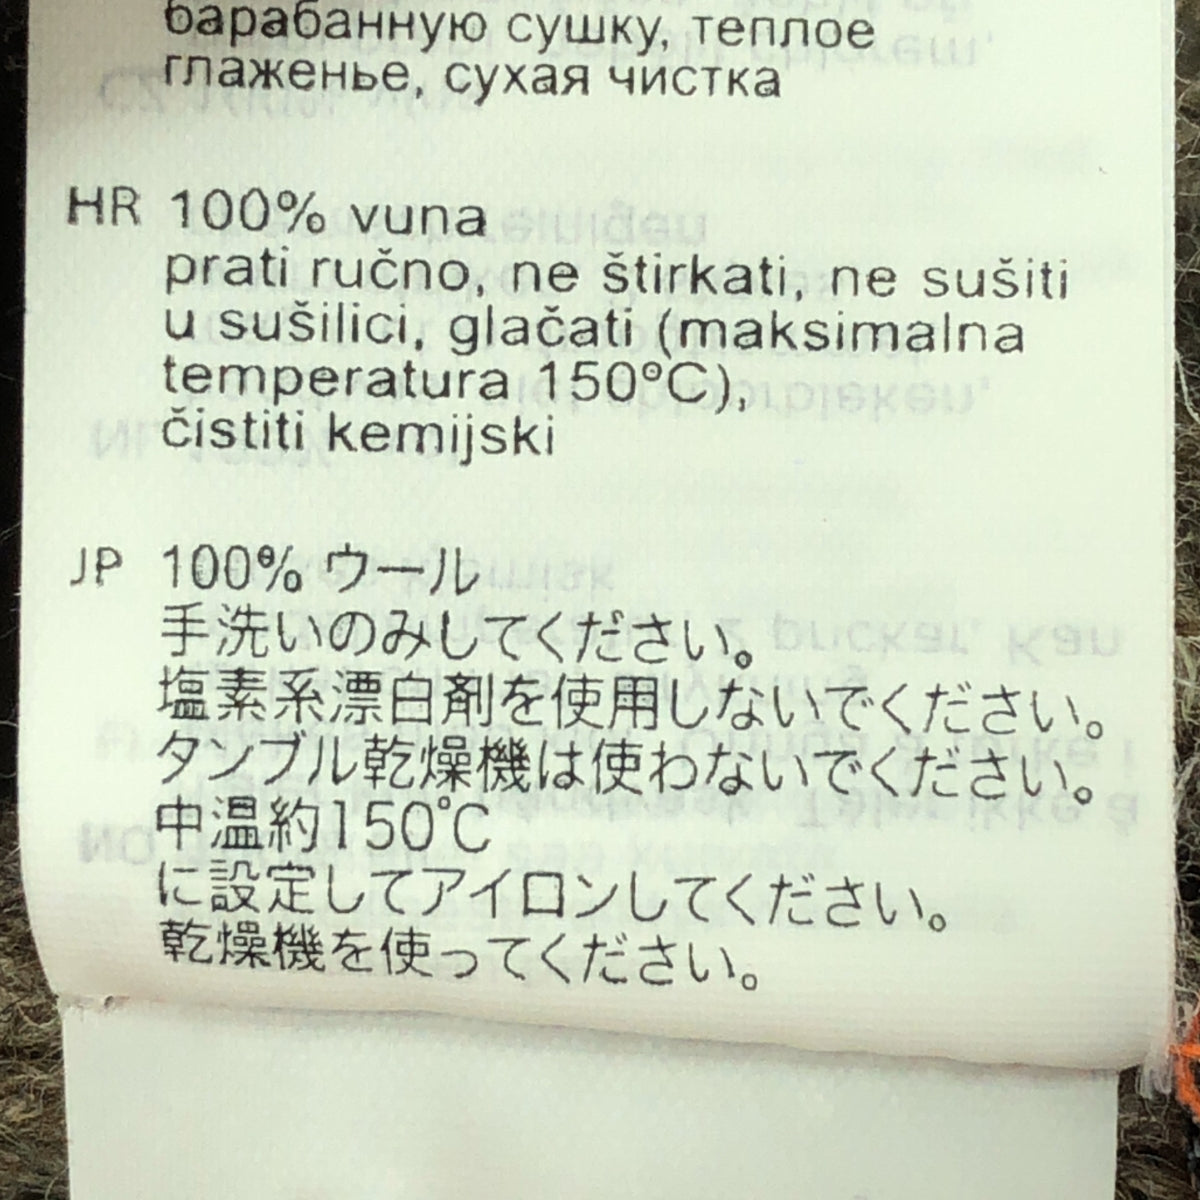 барабанную сушку, теплое
глаженье, сухая чистка
HR 100% vuna
prati ručno, ne štirkati, ne sušiti
u sušilici, glačati (maksimalna
temperatura 150°C),
čistiti kemijski
JP 100% ウール
手洗いのみしてください。
塩素系漂白剤を使用しないでください。
タンブル乾燥機は使わないでください。
中温約150℃
に設定してアイロンしてください。
乾燥機を使ってください。